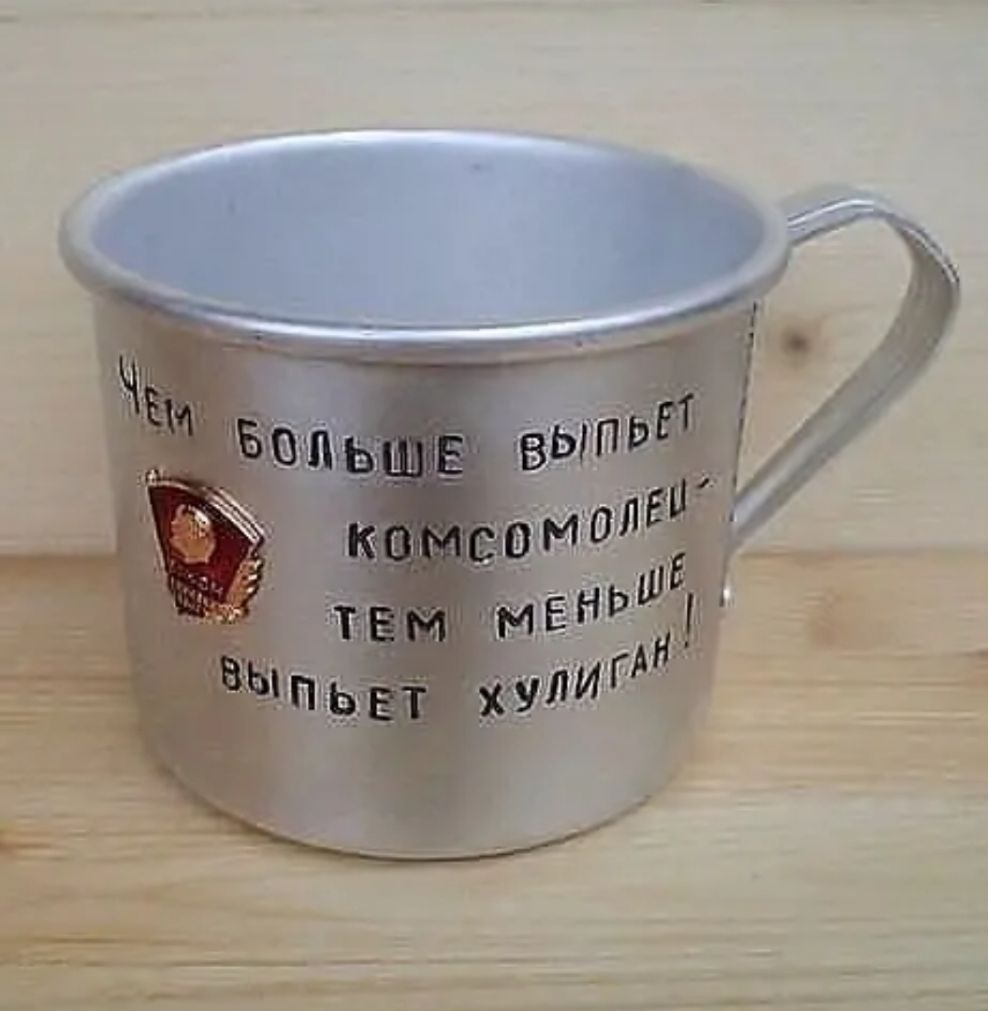 Чем больше выпьет
комсомолец-
тем меньше
выпьет хулиган!